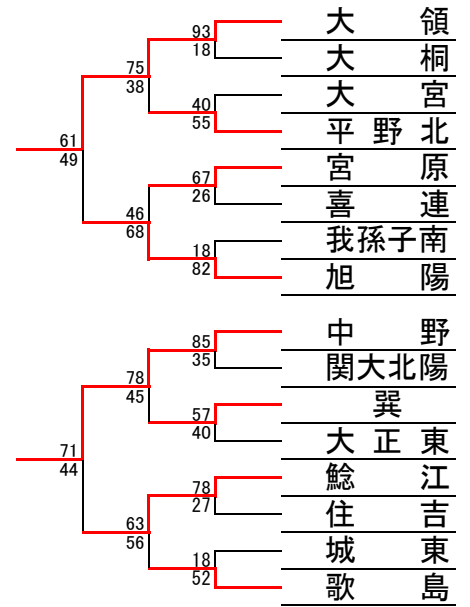 93 大領
75 18 大桐
38 40 大宮
61 55 平野北
49 67 宮原
46 26 喜連
68 18 我孫子南
82 旭陽
85 中野
78 35 関大北陽
45 57 巽
71 40 大正東
44 78 鯰江
63 27 住吉
56 18 城東
52 歌島